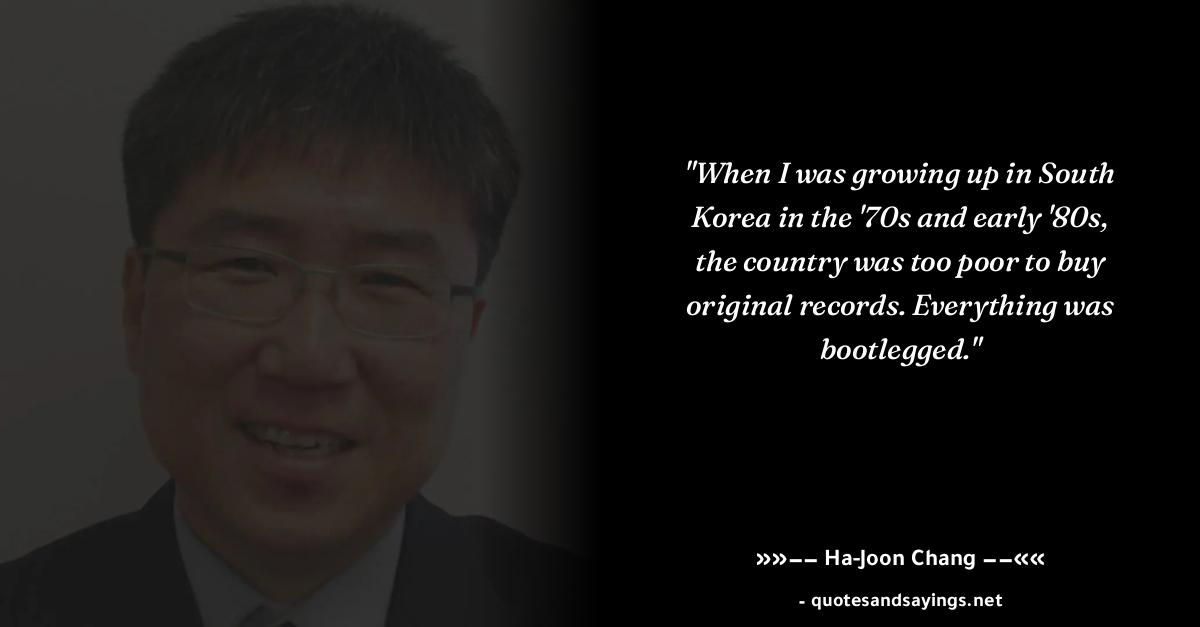 "When I was growing up in South
Korea in the '70s and early '80s,
the country was too poor to buy
original records. Everything was
bootlegged."
»»−− Ha-Joon Chang −−««
- quotesandsayings.net